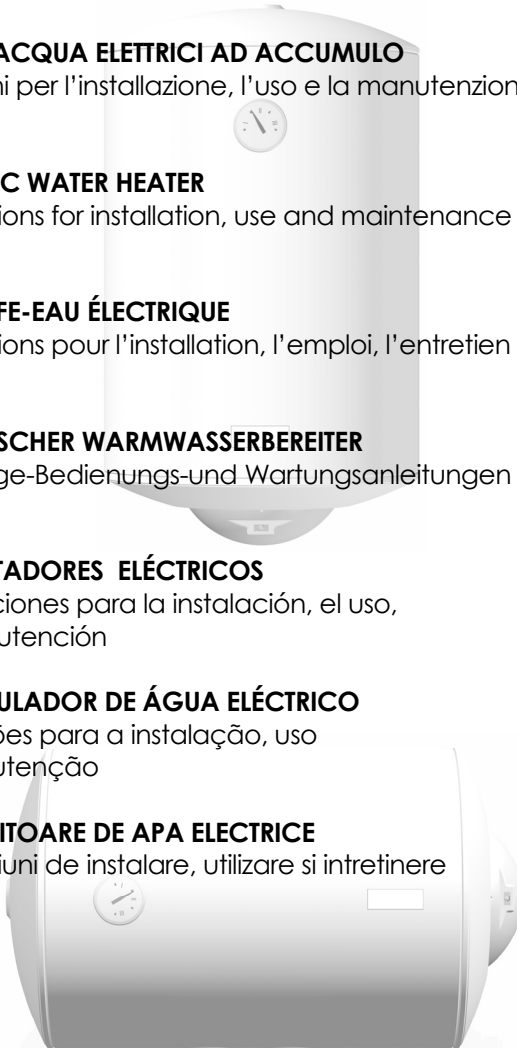 ACQUA ELETTRICI AD ACCUMULO
ni per l’installazione, l’uso e la manutenzion
C WATER HEATER
ions for installation, use and maintenance
FE-EAU ÉLECTRIQUE
ions pour l’installation, l’emploi, l’entretien
SCHER WARMWASSERBEREITER
ge-Bedienungs-und Wartungsanleitungen
TADORES ELÉCTRICOS
ciones para la instalación, el uso,
utención
ULADOR DE ÁGUA ELÉCTRICO
ões para a instalação, uso
utenção
ITOARE DE APA ELECTRICE
iuni de instalare, utilizare si intretinere